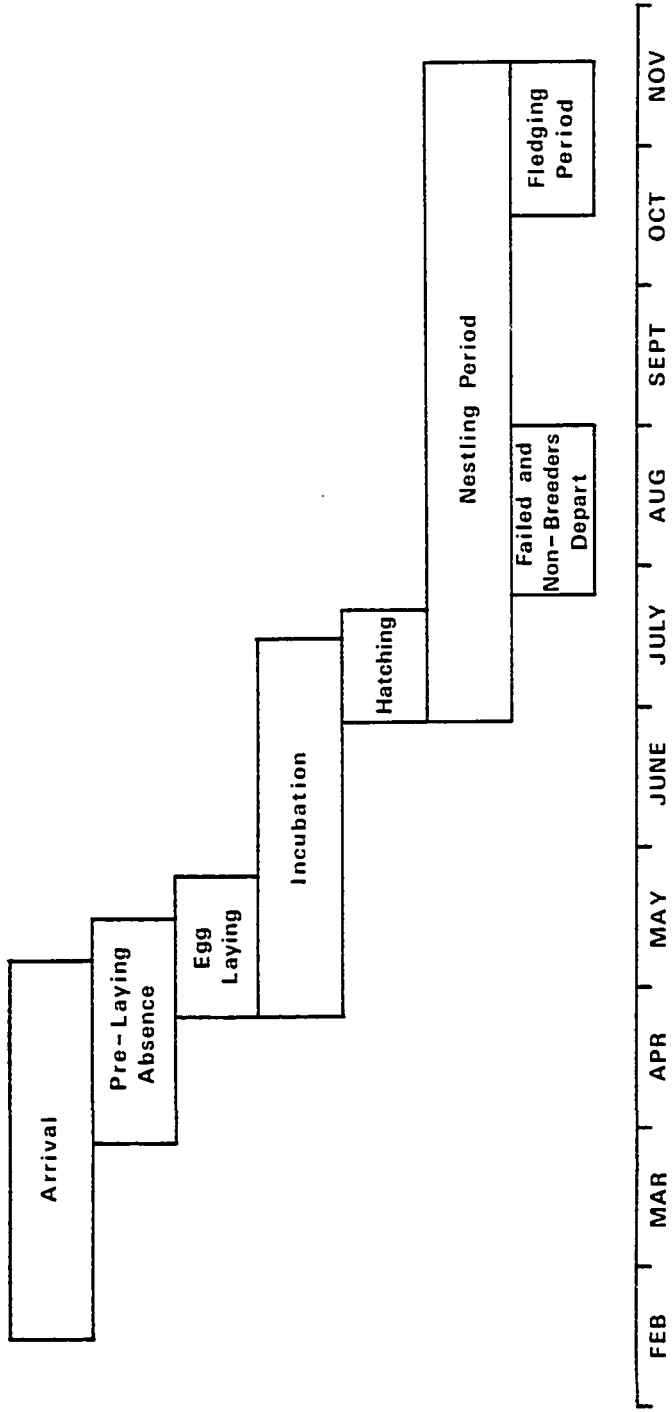 Arrival
Pre-Laying
Absence
Egg
Laying
Incubation
Hatching
Nestling Period
Failed and
Non-Breeders
Depart
Fledging
Period
FEB MAR APR MAY JUNE JULY AUG SEPT OCT NOV